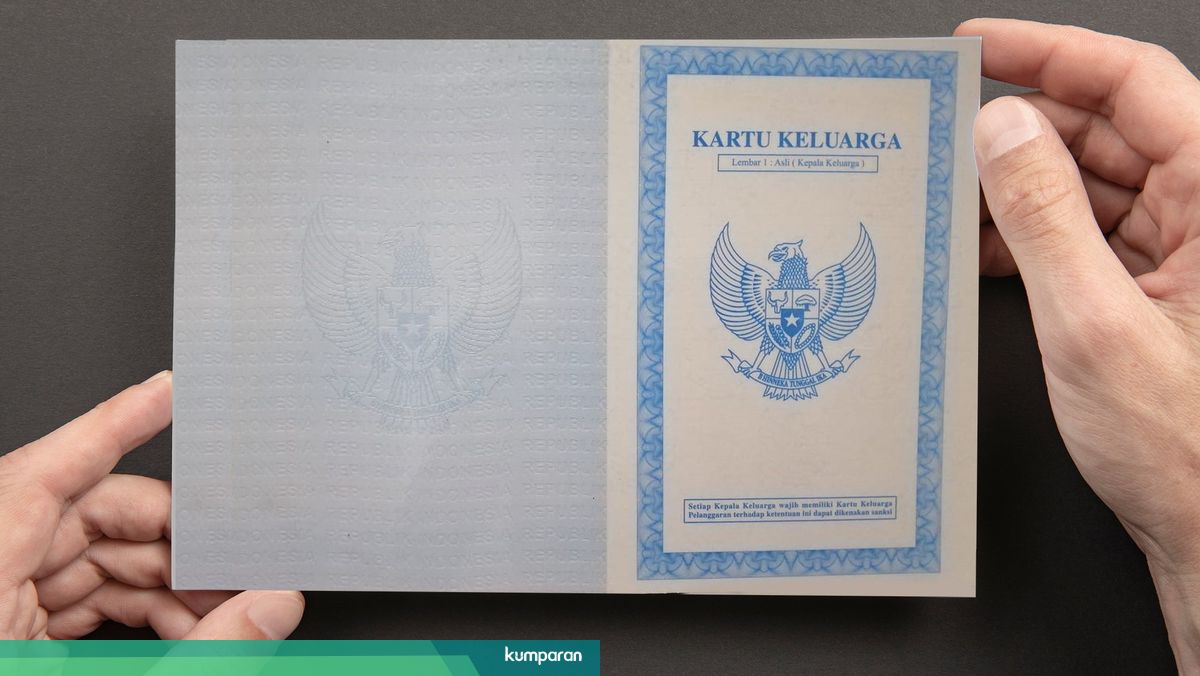 KARTU KELUARGA
Lembar 1 : Asli ( Kepala Keluarga )
BHINNEKA TUNGGAL IKA
Setiap Kepala Keluarga wajib memiliki Kartu Keluarga
Pelanggaran terhadap ketentuan ini dapat dikenakan sanksi
kumparan